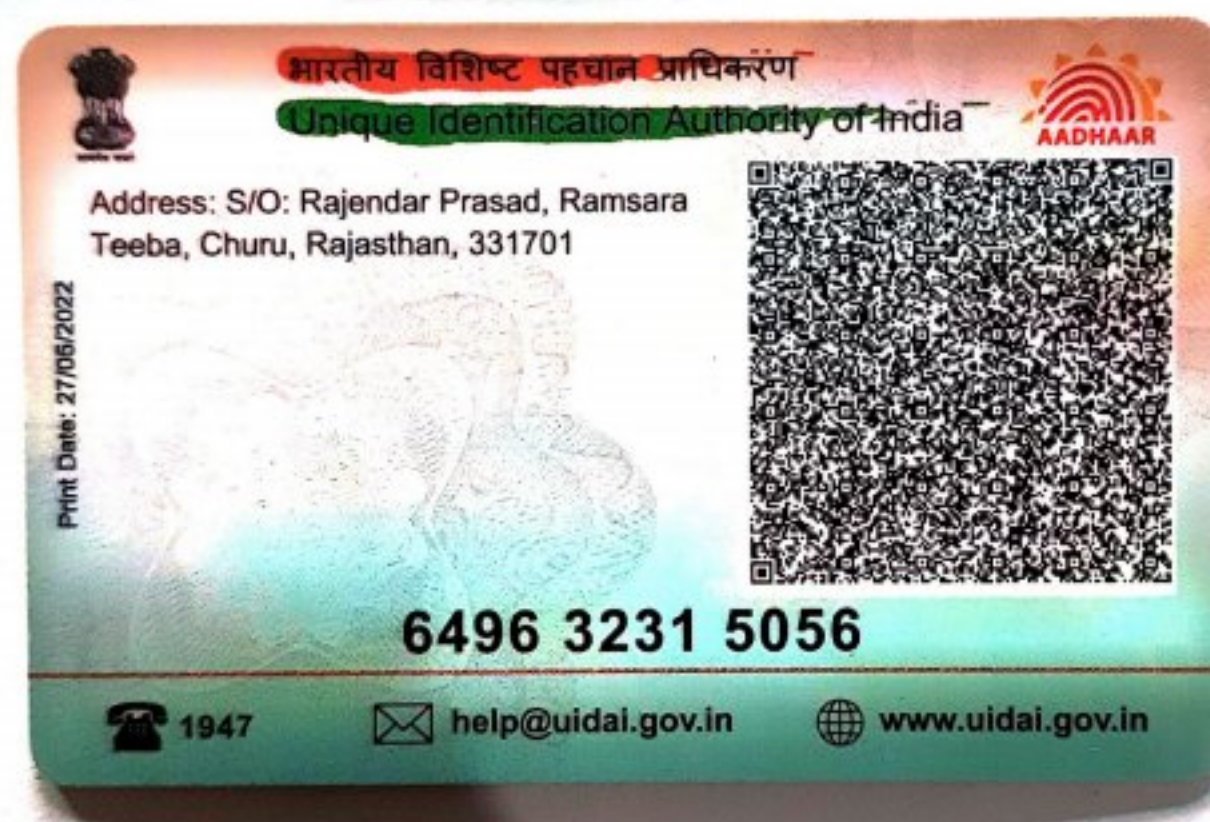 भारतीय विशिष्ट पहचान प्राधिकरण
Unique Identification Authority of India
AADHAAR
Address: S/O: Rajendar Prasad, Ramsara
Teeba, Churu, Rajasthan, 331701
Print Date: 27/06/2022
6496 3231 5056
1947
help@uidai.gov.in
www.uidai.gov.in